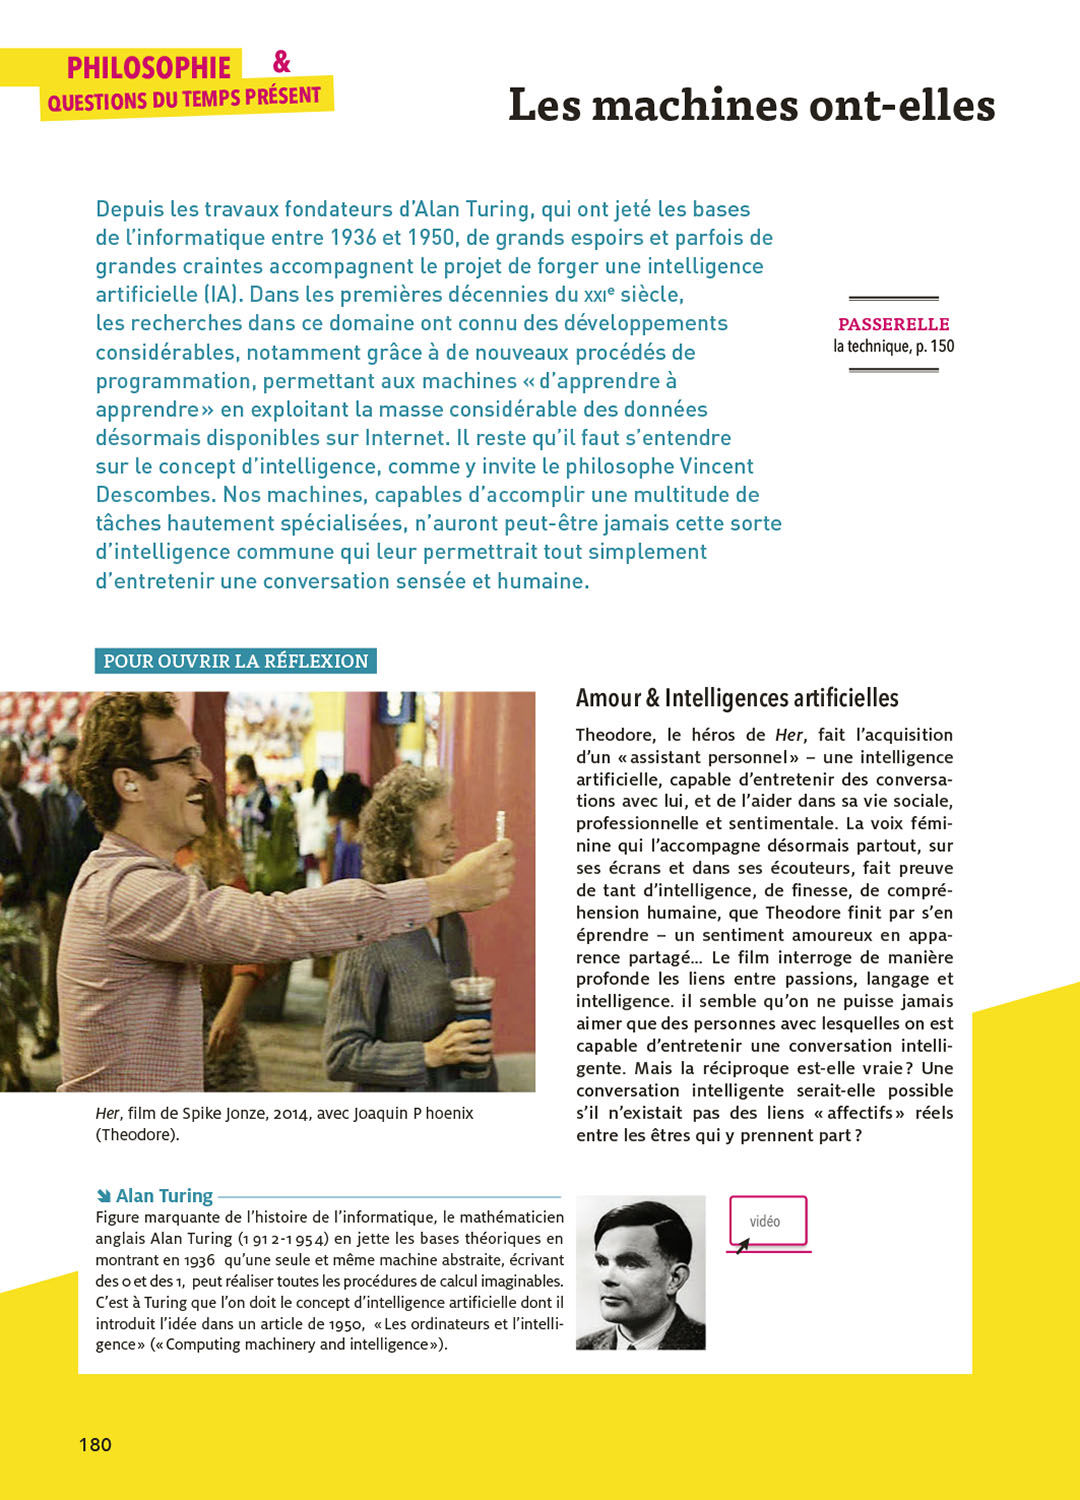 PHILOSOPHIE &
QUESTIONS DU TEMPS PRÉSENT
Les machines ont-elles
Depuis les travaux fondateurs d’Alan Turing, qui ont jeté les bases
de l’informatique entre 1936 et 1950, de grands espoirs et parfois de
grandes craintes accompagnent le projet de forger une intelligence
artificielle (IA). Dans les premières décennies du XXIe siècle,
les recherches dans ce domaine ont connu des développements
considérables, notamment grâce à de nouveaux procédés de
programmation, permettant aux machines « d’apprendre à
apprendre » en exploitant la masse considérable des données
désormais disponibles sur Internet. Il reste qu’il faut s’entendre
sur le concept d’intelligence, comme y invite le philosophe Vincent
Descombes. Nos machines, capables d’accomplir une multitude de
tâches hautement spécialisées, n’auront peut-être jamais cette sorte
d’intelligence commune qui leur permettrait tout simplement
d’entretenir une conversation sensée et humaine.
PASSERELLE
la technique, p. 150
POUR OUVRIR LA RÉFLEXION
Amour & Intelligences artificielles
Theodore, le héros de Her, fait l’acquisition
d’un « assistant personnel » – une intelligence
artificielle, capable d’entretenir des conversa-
tions avec lui, et de l’aider dans sa vie sociale,
professionnelle et sentimentale. La voix fémi-
nine qui l’accompagne désormais partout, sur
ses écrans et dans ses écouteurs, fait preuve
de tant d’intelligence, de finesse, de compré-
hension humaine, que Theodore finit par s’en
éprendre – un sentiment amoureux en appa-
rence partagé... Le film interroge de manière
profonde les liens entre passions, langage et
intelligence. il semble qu’on ne puisse jamais
aimer que des personnes avec lesquelles on est
capable d’entretenir une conversation intelli-
gente. Mais la réciproque est-elle vraie ? Une
conversation intelligente serait-elle possible
s’il n’existait pas des liens « affectifs » réels
entre les êtres qui y prennent part ?
Her, film de Spike Jonze, 2014, avec Joaquin P hoenix
(Theodore).
Alan Turing
Figure marquante de l’histoire de l’informatique, le mathématicien
anglais Alan Turing (1 91 2-1 95 4) en jette les bases théoriques en
montrant en 1936 qu’une seule et même machine abstraite, écrivant
des 0 et des 1, peut réaliser toutes les procédures de calcul imaginables.
C’est à Turing que l’on doit le concept d’intelligence artificielle dont il
introduit l’idée dans un article de 1950, « Les ordinateurs et l’intelli-
gence » (« Computing machinery and intelligence »).
vidéo
180